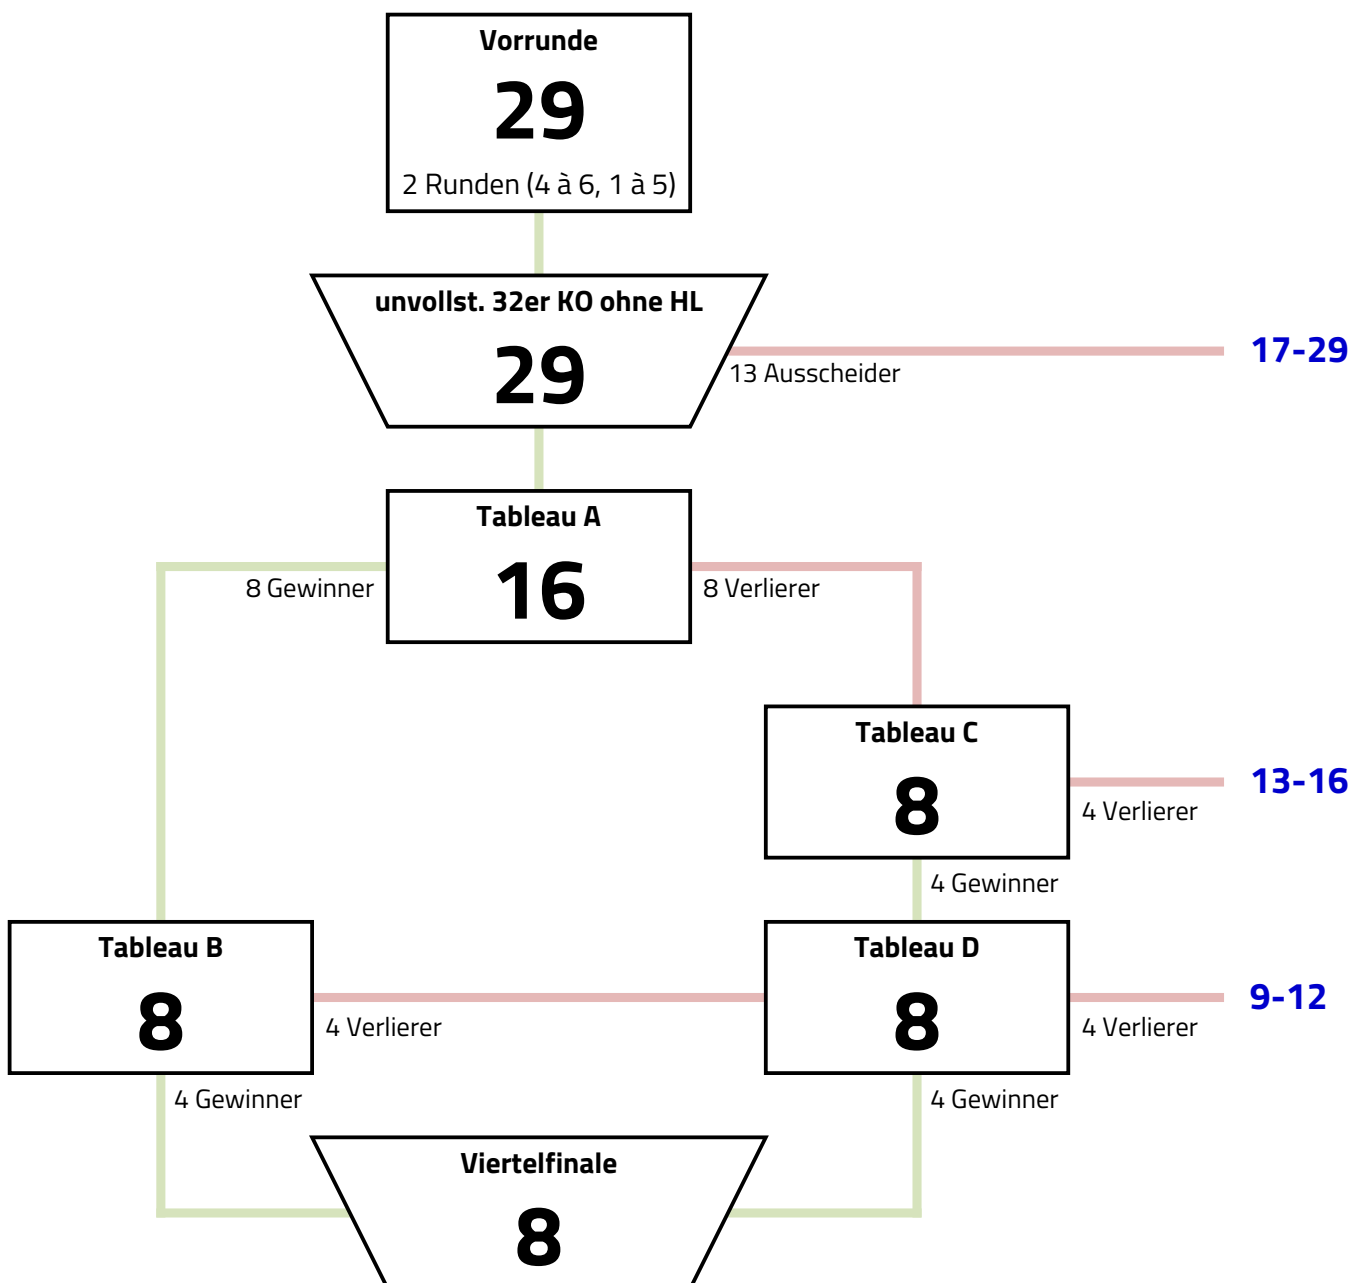 Vorrunde
29
2 Runden (4 à 6, 1 à 5)
unvollst. 32er KO ohne HL
29
13 Ausscheider
17-29
Tableau A
16
8 Gewinner
8 Verlierer
Tableau C
8
4 Verlierer
13-16
4 Gewinner
Tableau B
8
4 Verlierer
4 Gewinner
Tableau D
8
4 Verlierer
9-12
4 Gewinner
Viertelfinale
8